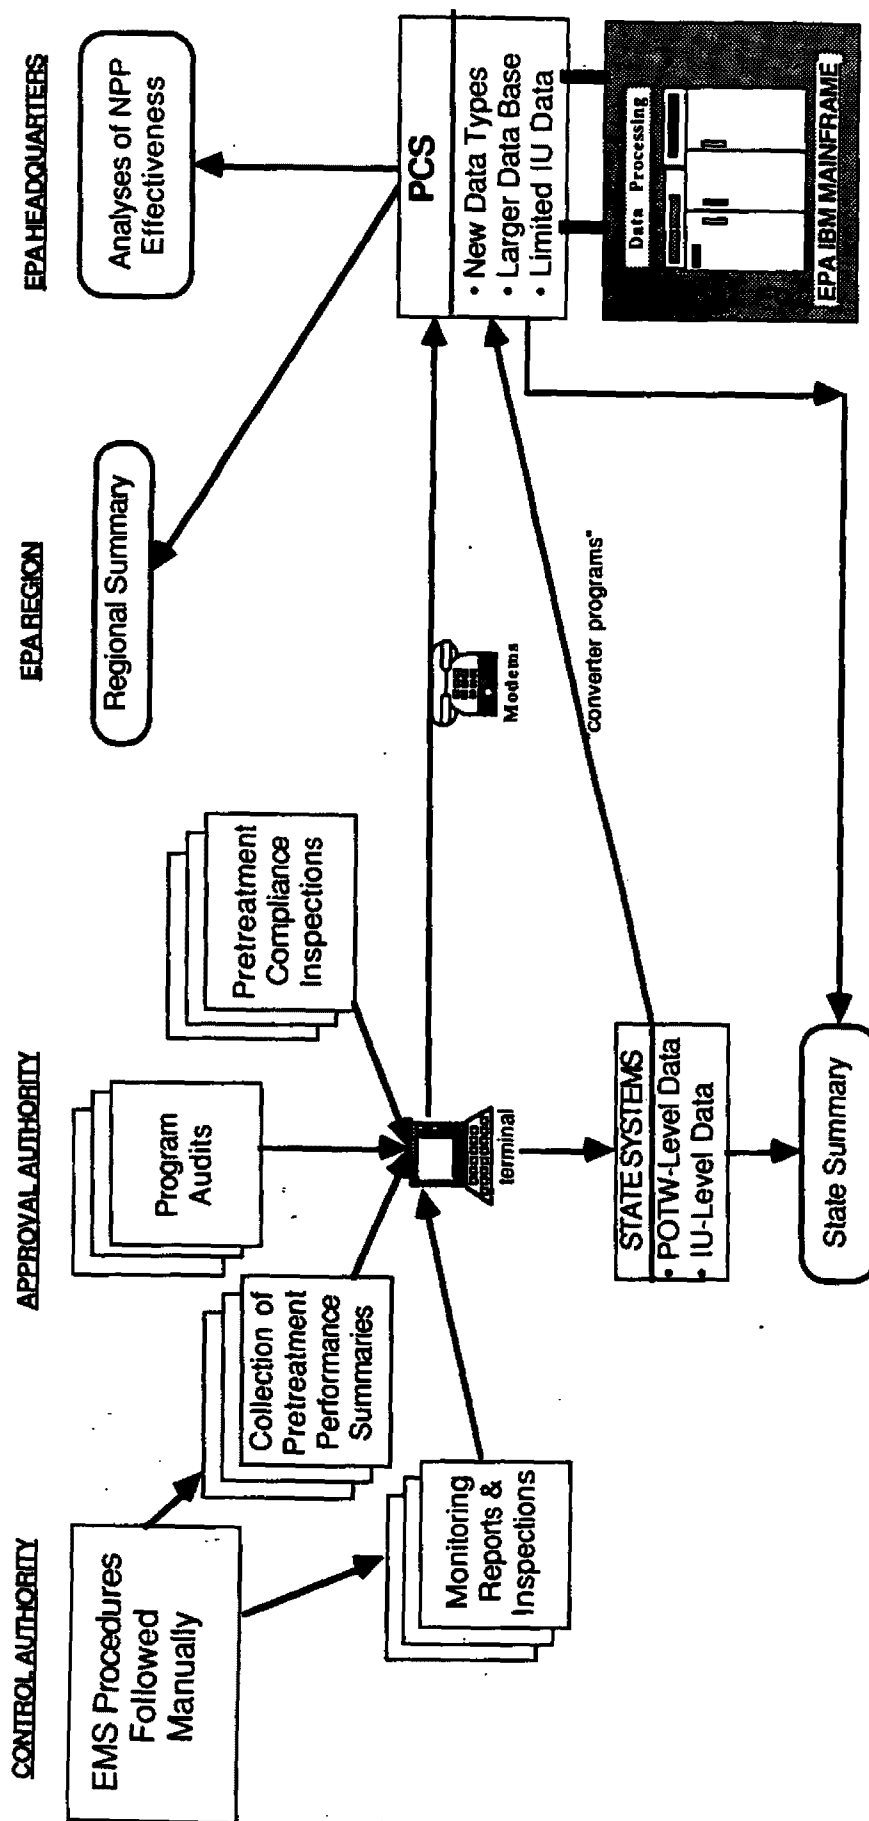 CONTROL AUTHORITY
APPROVAL AUTHORITY
EPA REGION
EPA HEADQUARTERS
EMS Procedures
Followed
Manually
Collection of
Pretreatment
Performance
Summaries
Monitoring
Reports &
Inspections
Program
Audits
Pretreatment
Compliance
Inspections
terminal
STATE SYSTEMS
• POTW-Level Data
• IU-Level Data
State Summary
Modems
"converter programs"
Regional Summary
Analyses of NPP
Effectiveness
PCS
• New Data Types
• Larger Data Base
• Limited IU Data
Data Processing
EPA IBM MAINFRAME